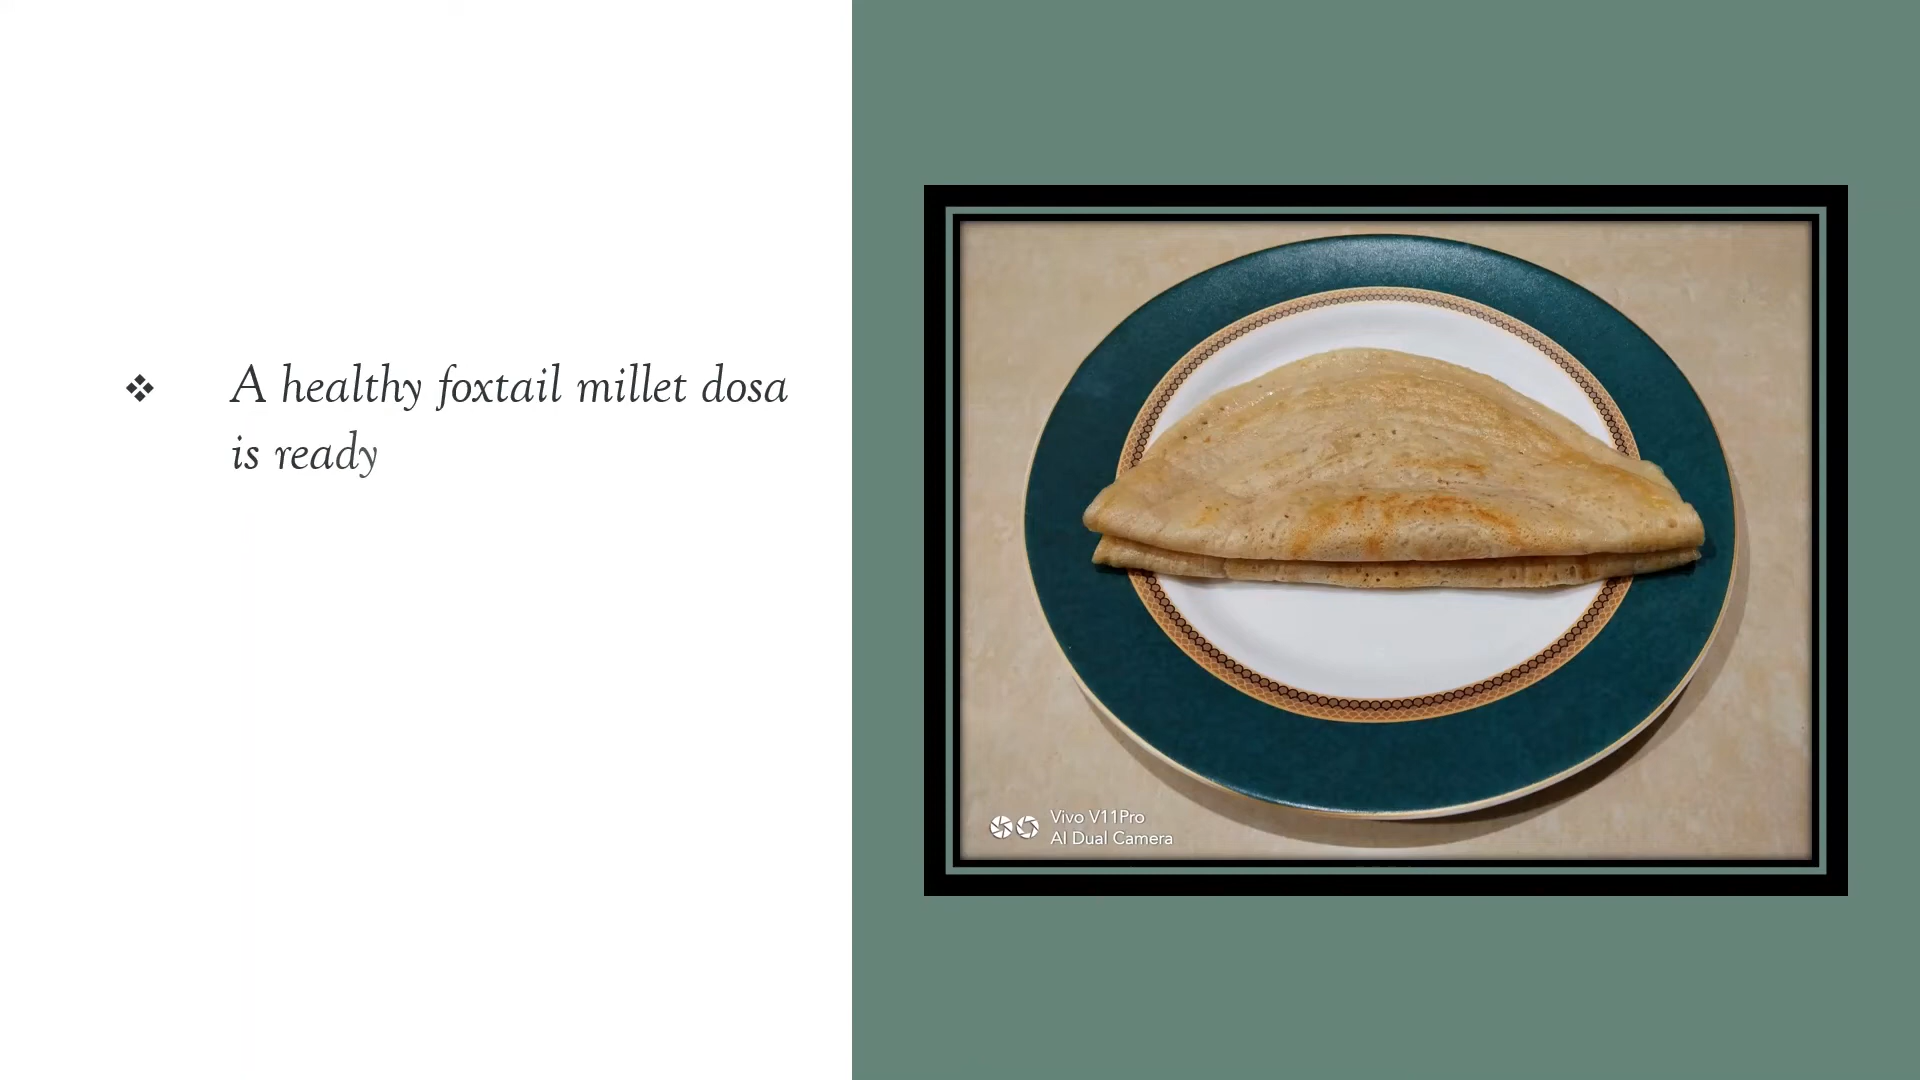 ❖ A healthy foxtail millet dosa
is ready
Vivo V11Pro
AI Dual Camera